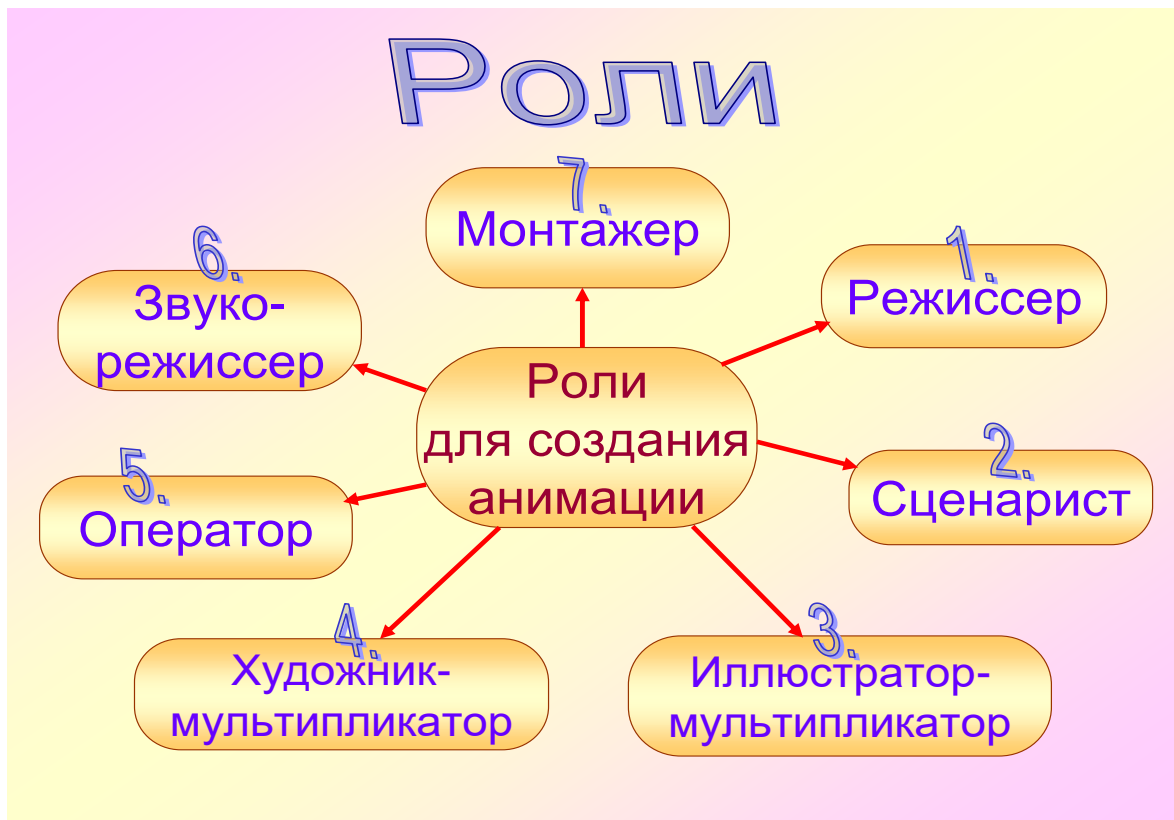 Роли
7.
Монтажер
1.
Режиссер
6.
Звуко-
режиссер
Роли
для создания
анимации
2.
Сценарист
5.
Оператор
4.
Художник-
мультипликатор
3.
Иллюстратор-
мультипликатор